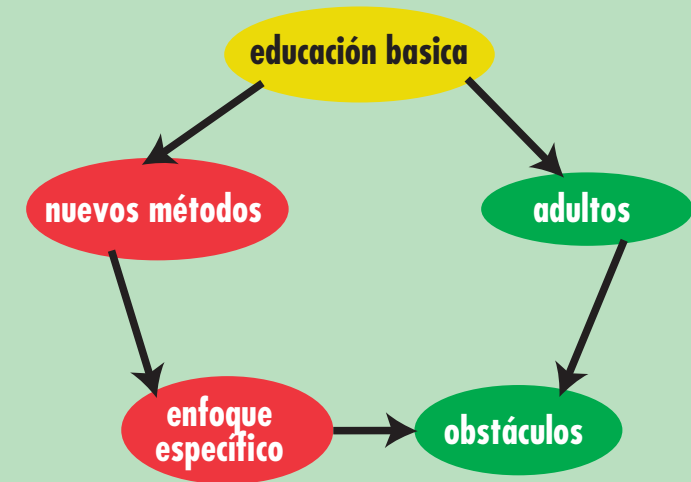 educación basica
nuevos métodos
adultos
enfoque
específico
obstáculos